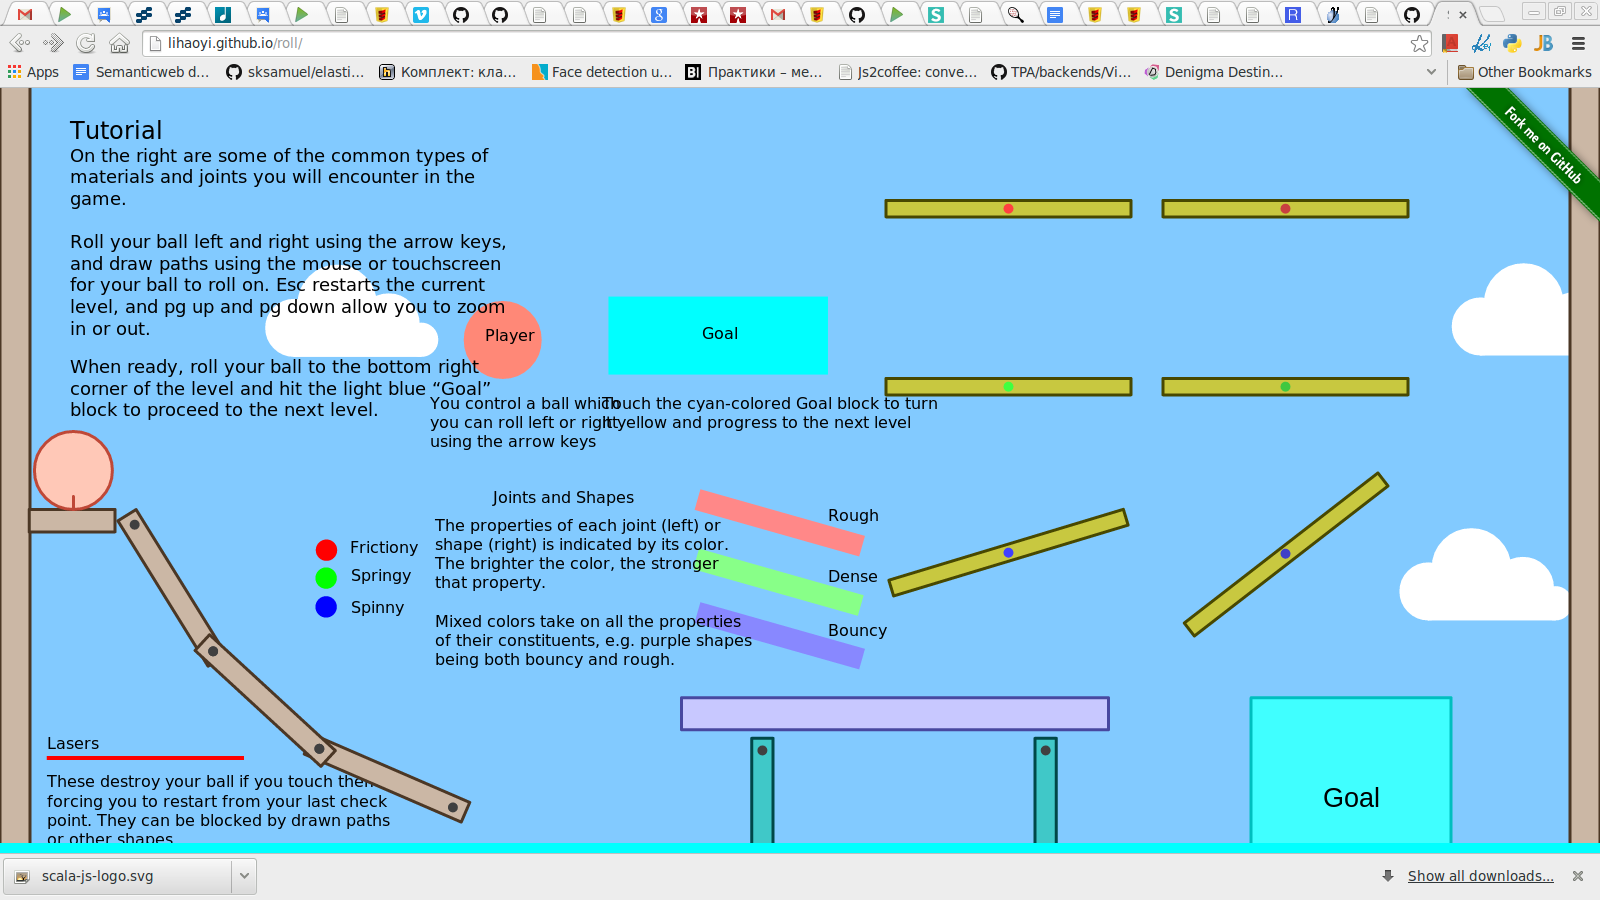 lihaoyi.github.io/roll/
Apps
Semanticweb d...
sksamuel/elasti...
Комплект: кла...
Face detection u...
Практики – ме...
Js2coffee: conve...
TPA/backends/Vi...
Denigma Destin...
Other Bookmarks
Fork me on GitHub
Tutorial
On the right are some of the common types of
materials and joints you will encounter in the
game.
Roll your ball left and right using the arrow keys,
and draw paths using the mouse or touchscreen
for your ball to roll on. Esc restarts the current
level, and pg up and pg down allow you to zoom
in or out.
When ready, roll your ball to the bottom right
corner of the level and hit the light blue “Goal”
block to proceed to the next level.
Player
Goal
You control a ball which
you can roll left or right
using the arrow keys
Touch the cyan-colored Goal block to turn
it yellow and progress to the next level
Joints and Shapes
The properties of each joint (left) or
shape (right) is indicated by its color.
The brighter the color, the stronger
that property.
Mixed colors take on all the properties
of their constituents, e.g. purple shapes
being both bouncy and rough.
Frictiony
Springy
Spinny
Rough
Dense
Bouncy
Lasers
These destroy your ball if you touch them
forcing you to restart from your last check
point. They can be blocked by drawn paths
or other shapes
Goal
scala-js-logo.svg
Show all downloads...